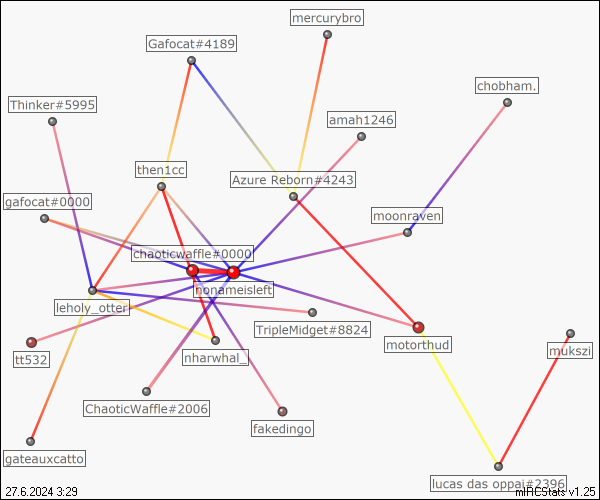 mercurybro
Gafocat#4189
chobham.
Thinker#5995
amah1246
then1cc
Azure Reborn#4243
gafocat#0000
moonraven
chaoticwaffle#0000
nonameisleft
leholy_otter
TripleMidget#8824
motorthud
mukszi
tt532
nharwhal_
ChaoticWaffle#2006
fakedingo
gateauxcatto
lucas das oppai#2396
27.6.2024 3:29
mIRCStats v1.25